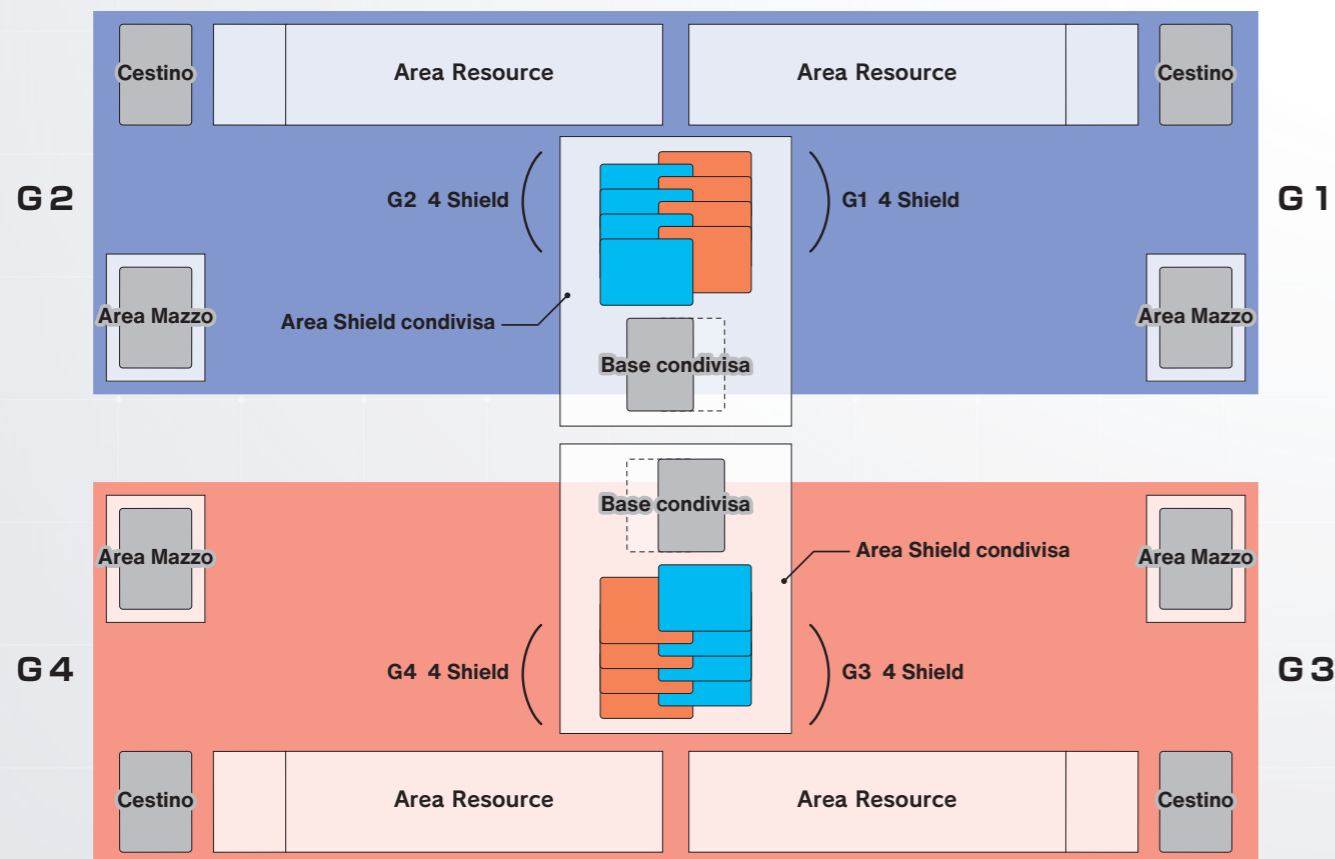 Cestino
Area Resource
Area Resource
Cestino
G2
G2 4 Shield
G1 4 Shield
G1
Area Mazzo
Area Shield condivisa
Area Mazzo
Base condivisa
Base condivisa
Area Mazzo
Area Shield condivisa
Area Mazzo
G4
G4 4 Shield
G3 4 Shield
G3
Cestino
Area Resource
Area Resource
Cestino